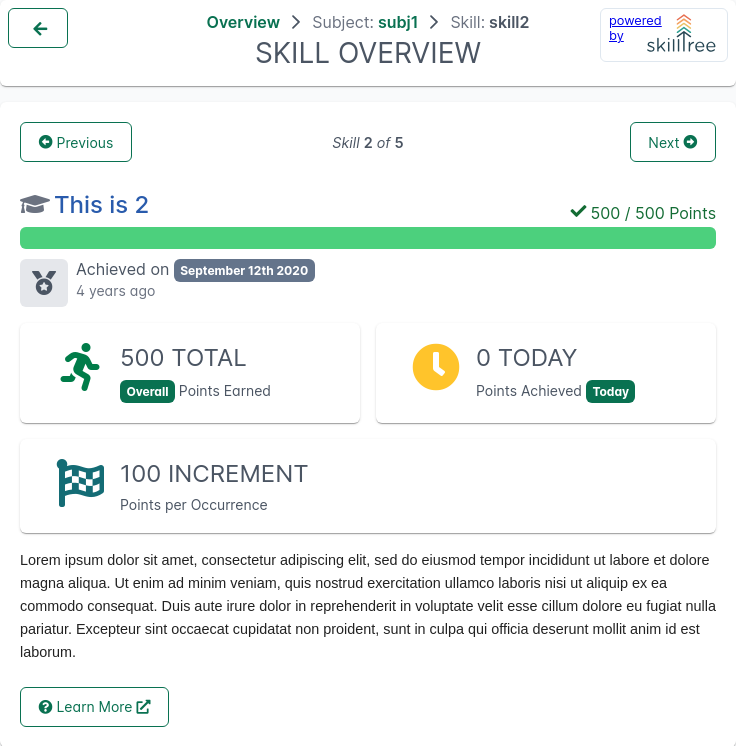 Overview > Subject: subj1 > Skill: skill2
SKILL OVERVIEW
powered
by
skilltree
Previous
Skill 2 of 5
Next
This is 2
500 / 500 Points
Achieved on September 12th 2020
4 years ago
500 TOTAL
Overall Points Earned
0 TODAY
Points Achieved Today
100 INCREMENT
Points per Occurrence
Lorem ipsum dolor sit amet, consectetur adipiscing elit, sed do eiusmod tempor incididunt ut labore et dolore
magna aliqua. Ut enim ad minim veniam, quis nostrud exercitation ullamco laboris nisi ut aliquip ex ea
commodo consequat. Duis aute irure dolor in reprehenderit in voluptate velit esse cillum dolore eu fugiat nulla
pariatur. Excepteur sint occaecat cupidatat non proident, sunt in culpa qui officia deserunt mollit anim id est
laborum.
Learn More